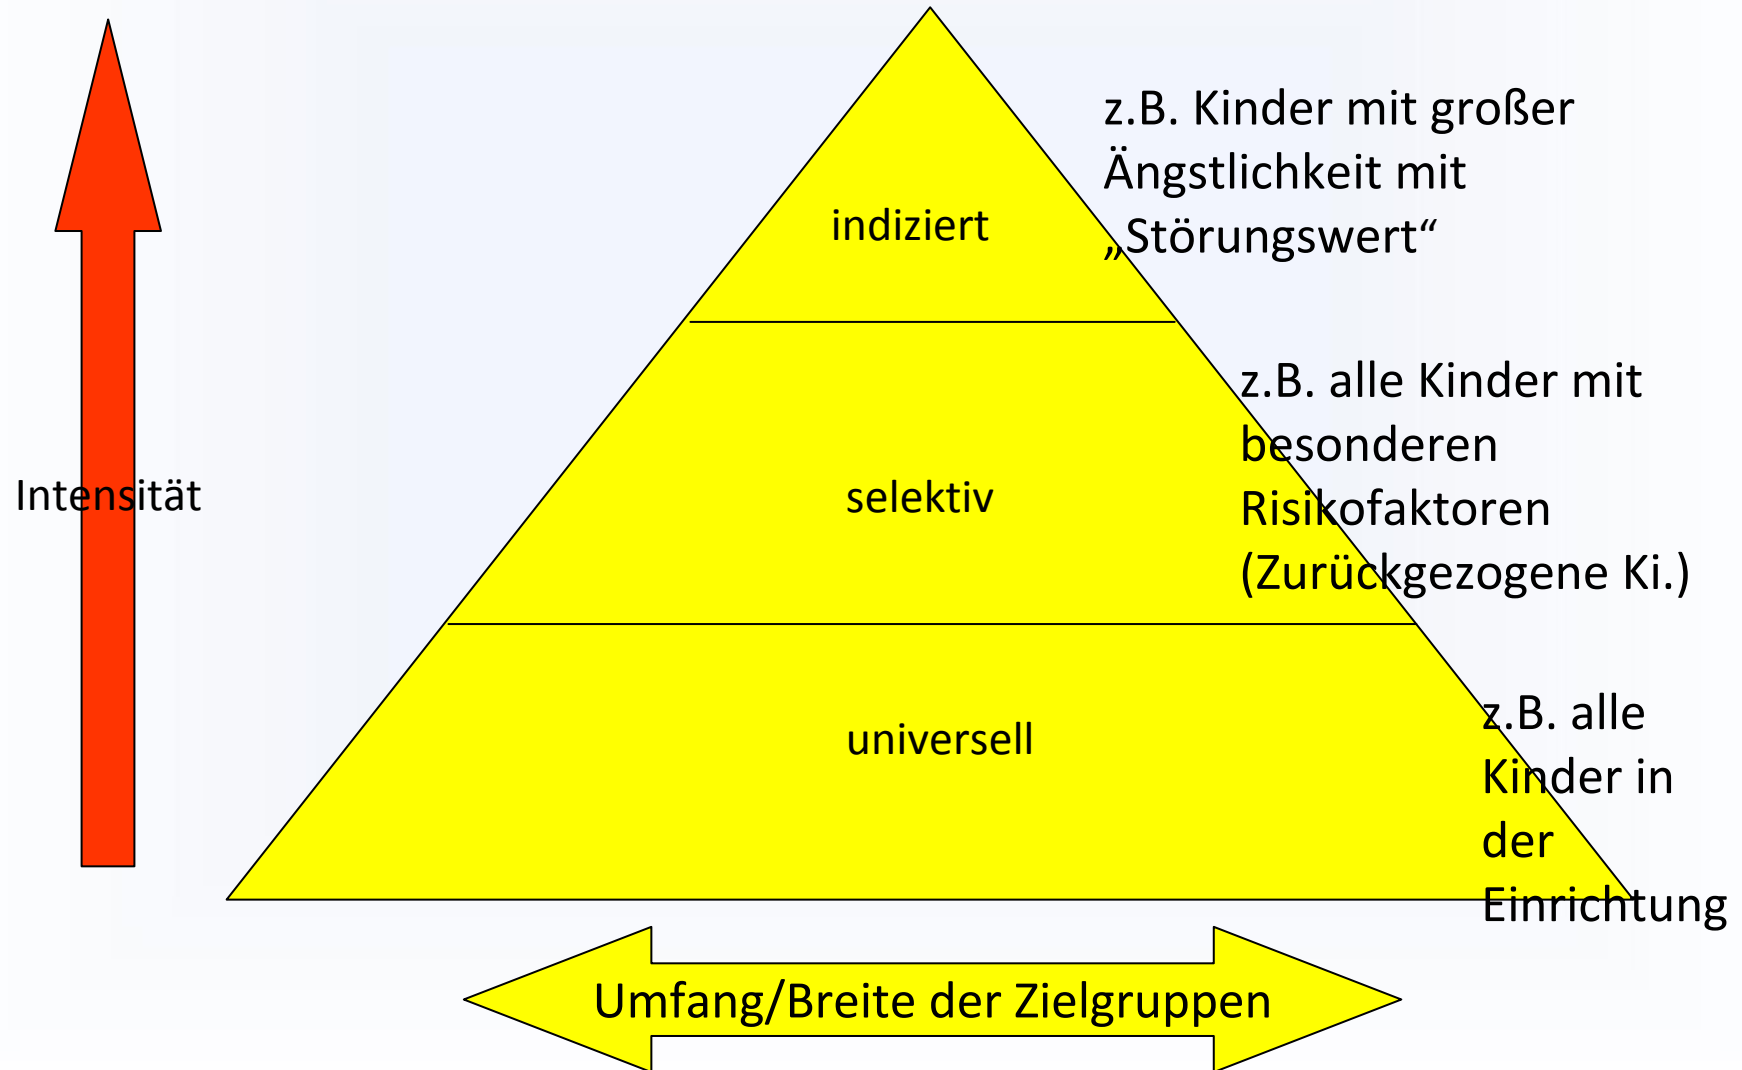 z.B. Kinder mit großer
Ängstlichkeit mit
„Störungswert“
indiziert
z.B. alle Kinder mit
besonderen
Risikofaktoren
(Zurückgezogene Ki.)
Intensität
selektiv
universell
z.B. alle
Kinder in
der
Einrichtung
Umfang/Breite der Zielgruppen